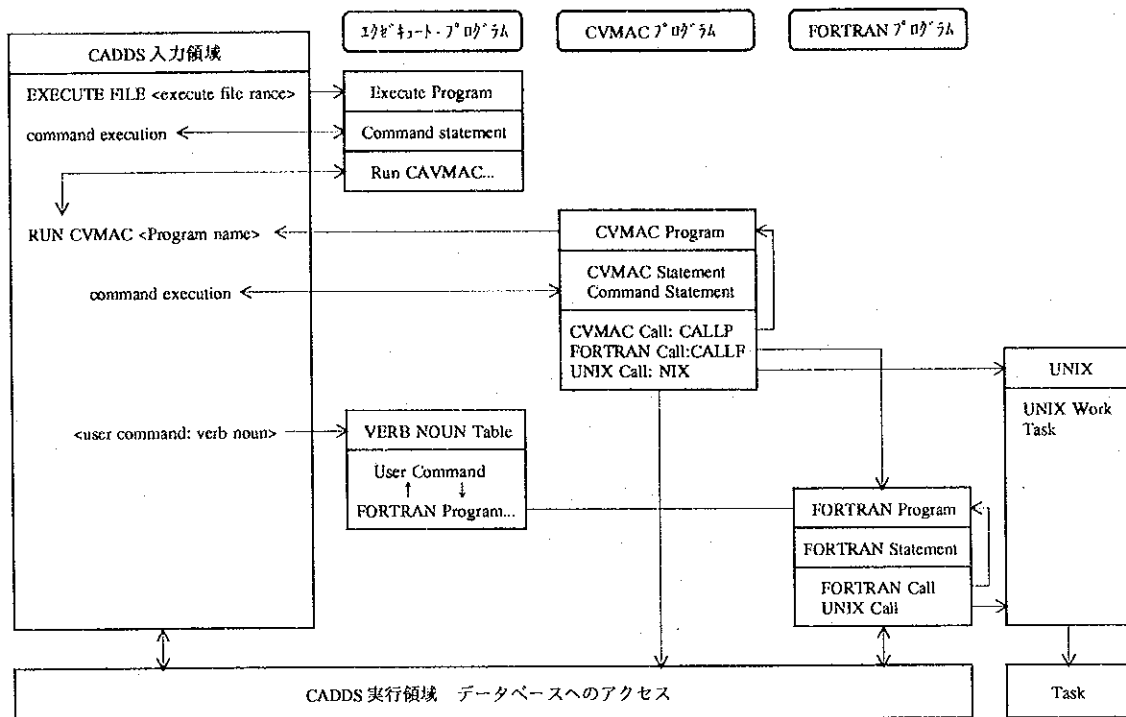 エクゼキュート・プログラム
CVMAC プログラム
FORTRAN プログラム
CADDS 入力領域
EXECUTE FILE <execute file rance>
command execution
RUN CVMAC <Program name>
command execution
<user command: verb noun>
Execute Program
Command statement
Run CAVMAC...
CVMAC Program
CVMAC Statement
Command Statement
CVMAC Call: CALLP
FORTRAN Call:CALLF
UNIX Call: NIX
VERB NOUN Table
User Command
FORTRAN Program...
FORTRAN Program
FORTRAN Statement
FORTRAN Call
UNIX Call
UNIX
UNIX Work
Task
CADDS 実行領域 データベースへのアクセス
Task